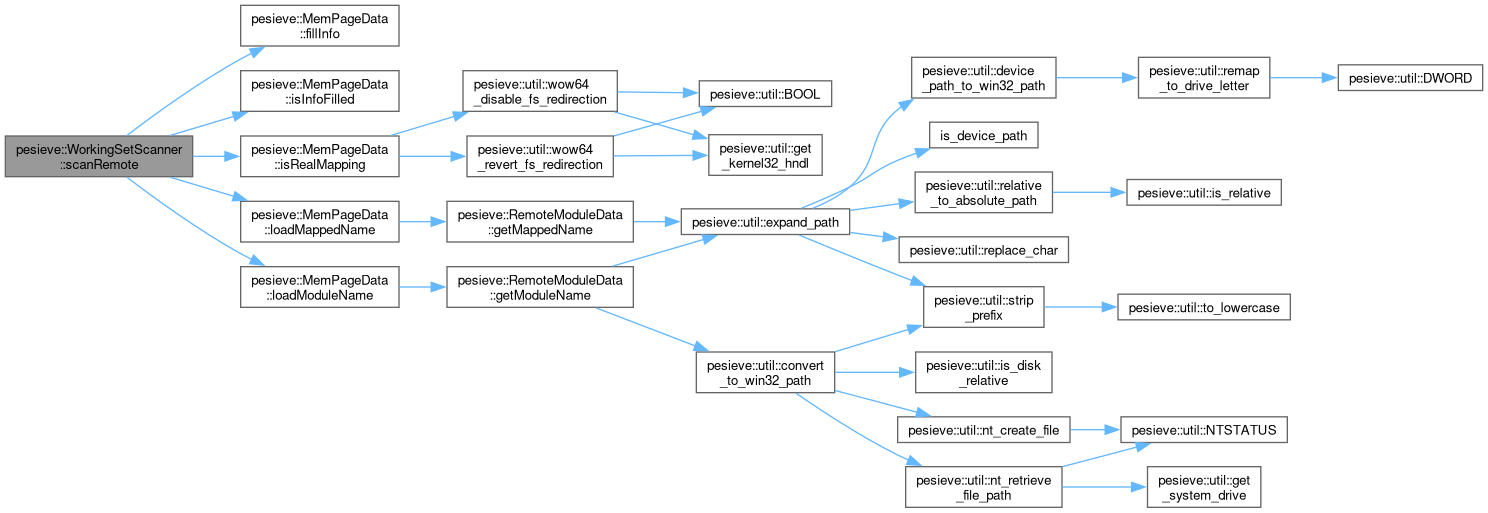 pesieve::WorkingSetScanner
::scanRemote
pesieve::MemPageData
::fillInfo
pesieve::MemPageData
::isInfoFilled
pesieve::MemPageData
::isRealMapping
pesieve::MemPageData
::loadMappedName
pesieve::MemPageData
::loadModuleName
pesieve::util::wow64
_disable_fs_redirection
pesieve::util::wow64
_revert_fs_redirection
pesieve::RemoteModuleData
::getMappedName
pesieve::RemoteModuleData
::getModuleName
pesieve::util::BOOL
pesieve::util::get
_kernel32_hndl
pesieve::util::expand_path
pesieve::util::convert
_to_win32_path
pesieve::util::device
_path_to_win32_path
is_device_path
pesieve::util::relative
_to_absolute_path
pesieve::util::replace_char
pesieve::util::strip
_prefix
pesieve::util::is_disk
_relative
pesieve::util::nt_create_file
pesieve::util::nt_retrieve
_file_path
pesieve::util::remap
_to_drive_letter
pesieve::util::is_relative
pesieve::util::to_lowercase
pesieve::util::NTSTATUS
pesieve::util::get
_system_drive
pesieve::util::DWORD